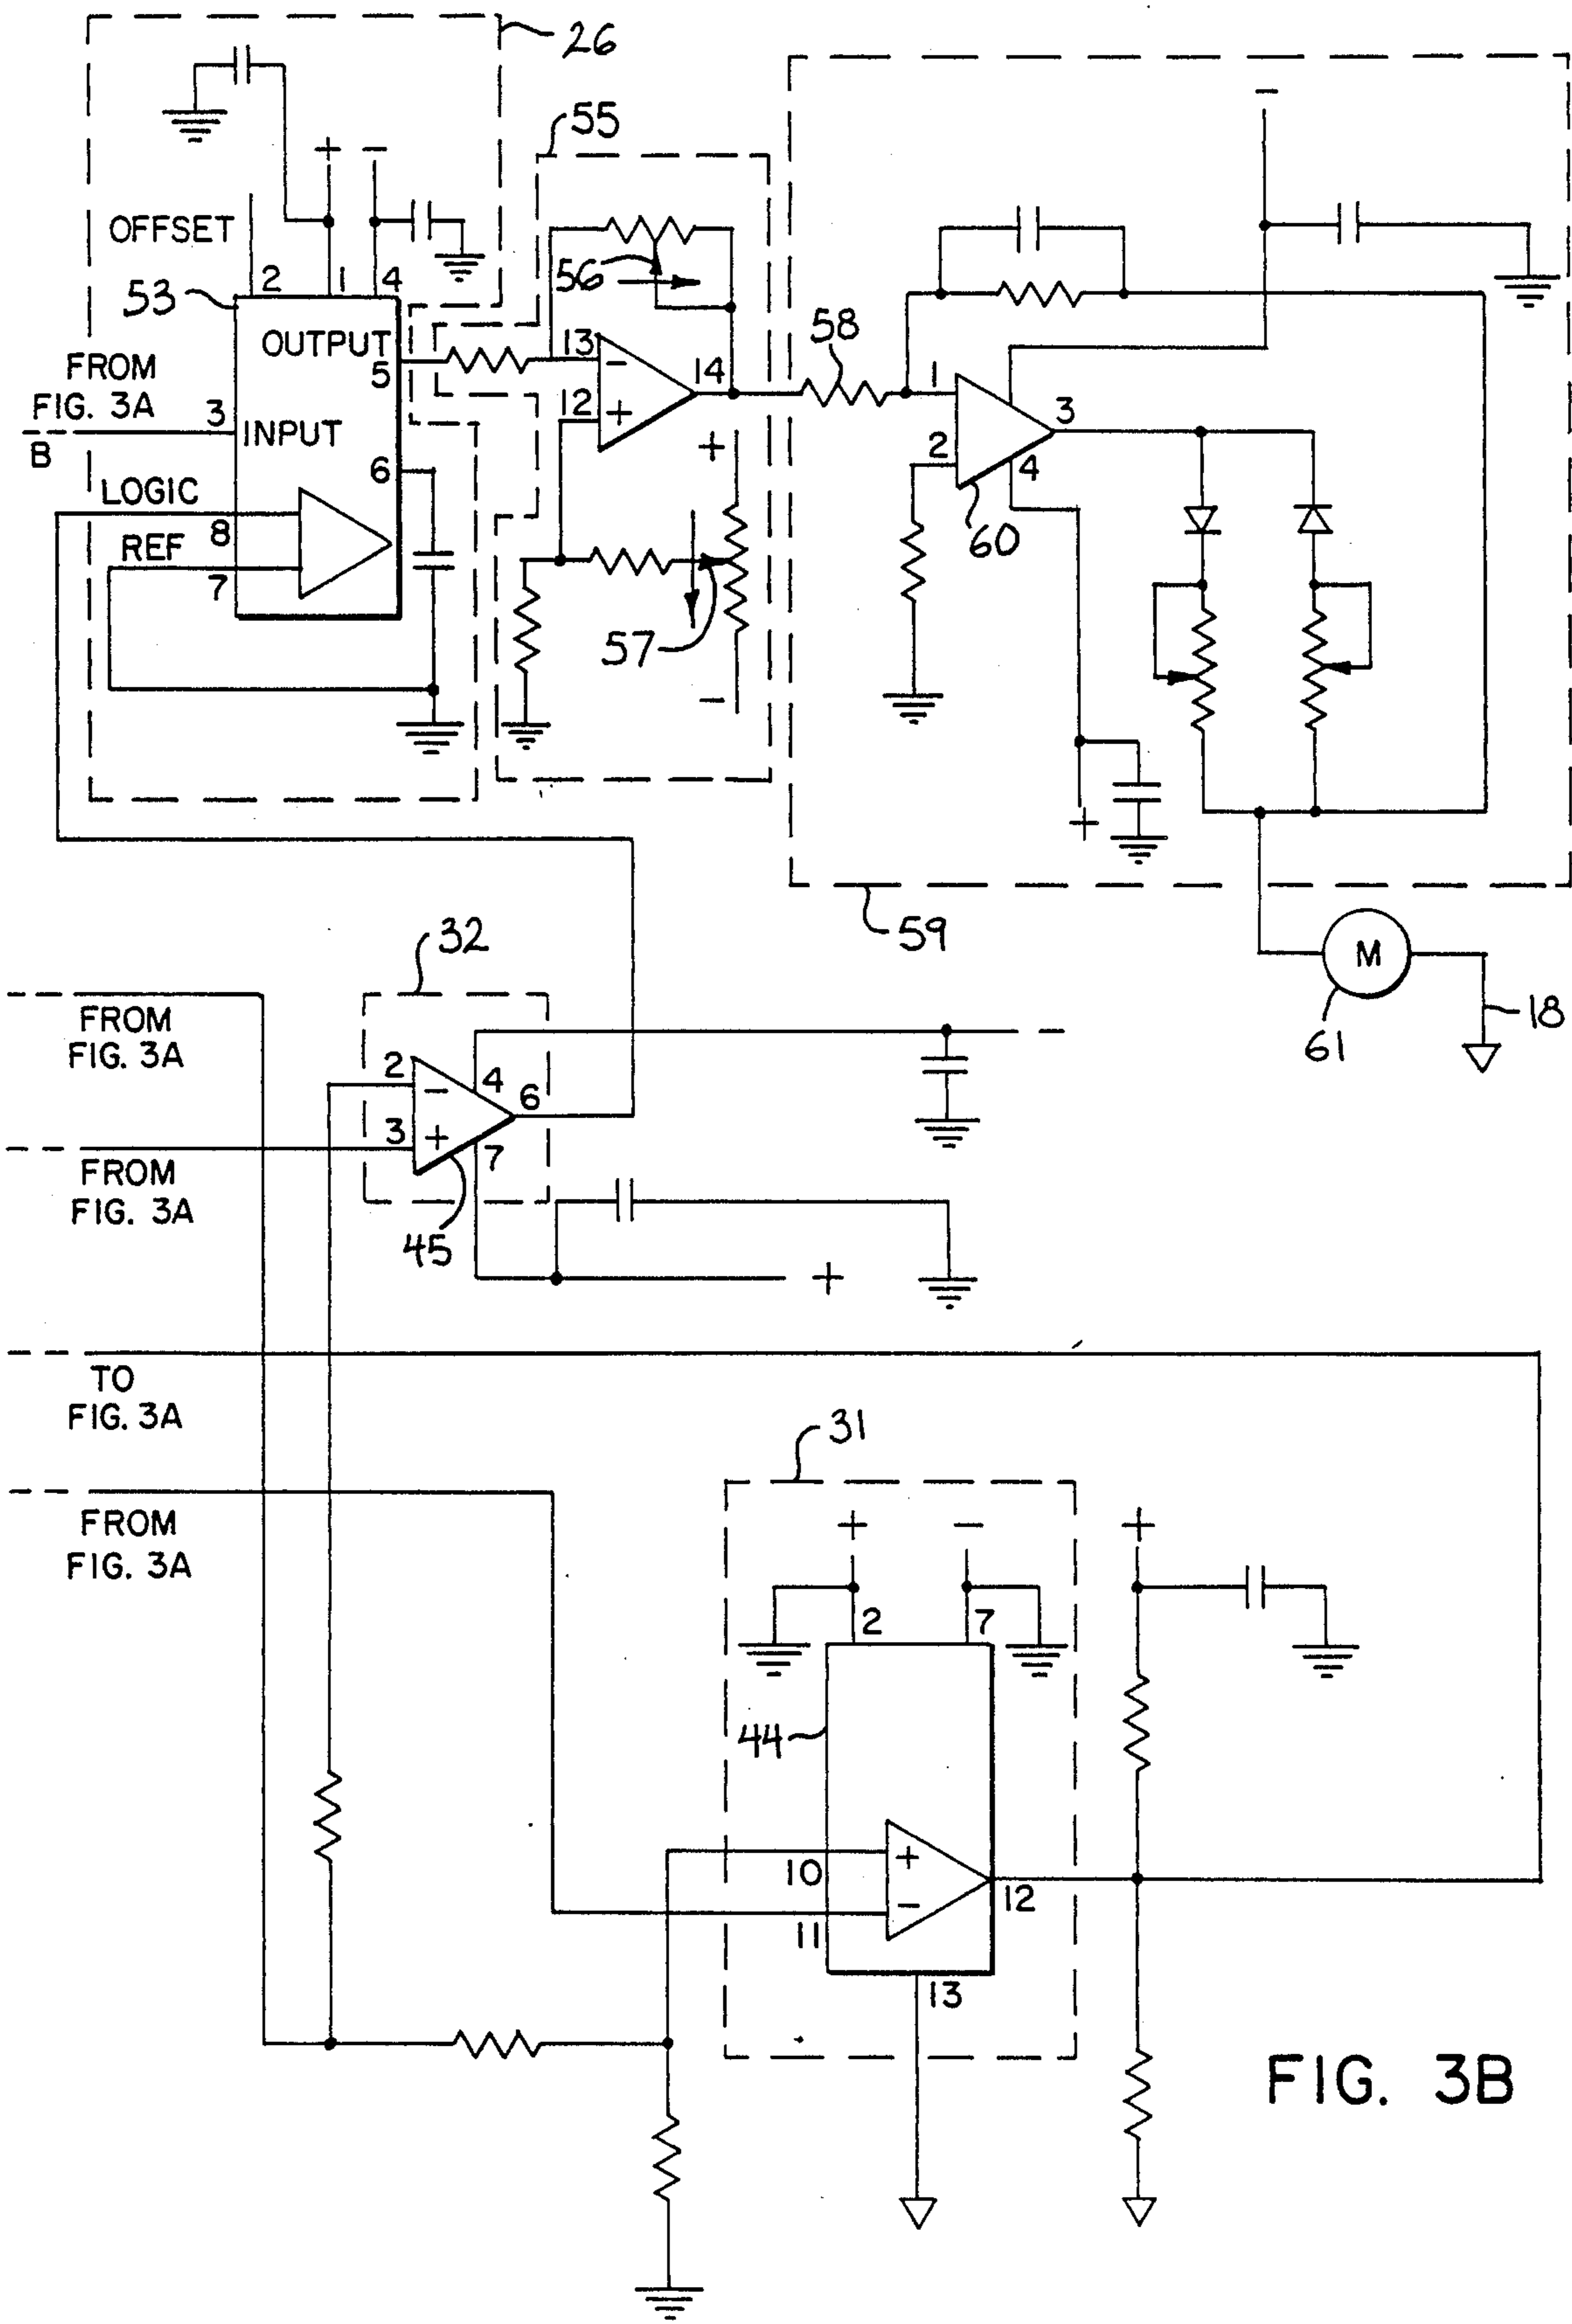 26
55
+ −
−
OFFSET
2 1 4
53
56
OUTPUT
5
13
−
14
58
1
FROM
FIG. 3A
3
INPUT
B
12
+
3
2
4
6
+
LOGIC
8
REF
7
60
57
−
+
59
32
M
FROM
FIG. 3A
18
61
−
2
−
4
6
3
+
7
FROM
FIG. 3A
45
+
TO
FIG. 3A
31
FROM
FIG. 3A
+ − +
2 7
44
10
+
11
−
12
13
FIG. 3B